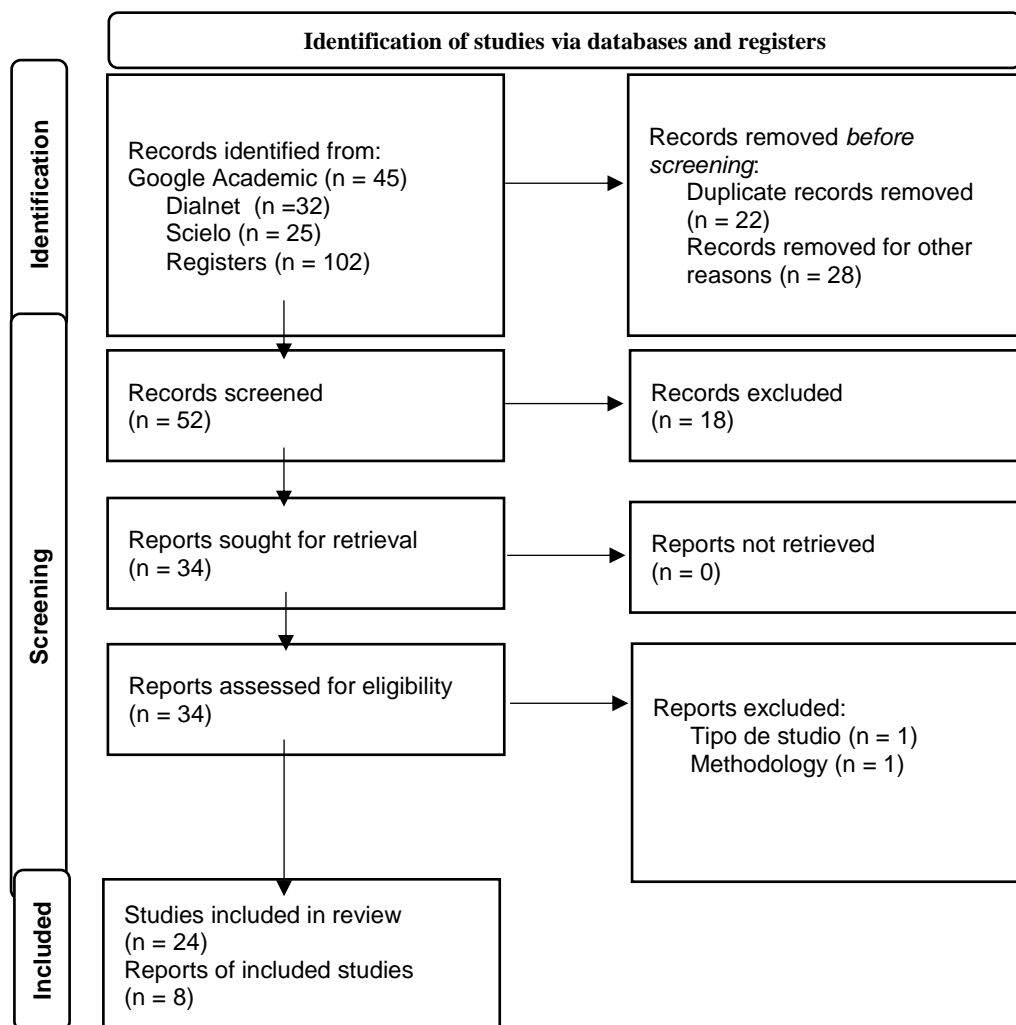 Identification of studies via databases and registers
Identification
Records identified from:
Google Academic (n = 45)
Dialnet (n =32)
Scielo (n = 25)
Registers (n = 102)
Records removed before
screening:
Duplicate records removed
(n = 22)
Records removed for other
reasons (n = 28)
Screening
Records screened
(n = 52)
Records excluded
(n = 18)
Reports sought for retrieval
(n = 34)
Reports not retrieved
(n = 0)
Reports assessed for eligibility
(n = 34)
Reports excluded:
Tipo de studio (n = 1)
Methodology (n = 1)
Included
Studies included in review
(n = 24)
Reports of included studies
(n = 8)